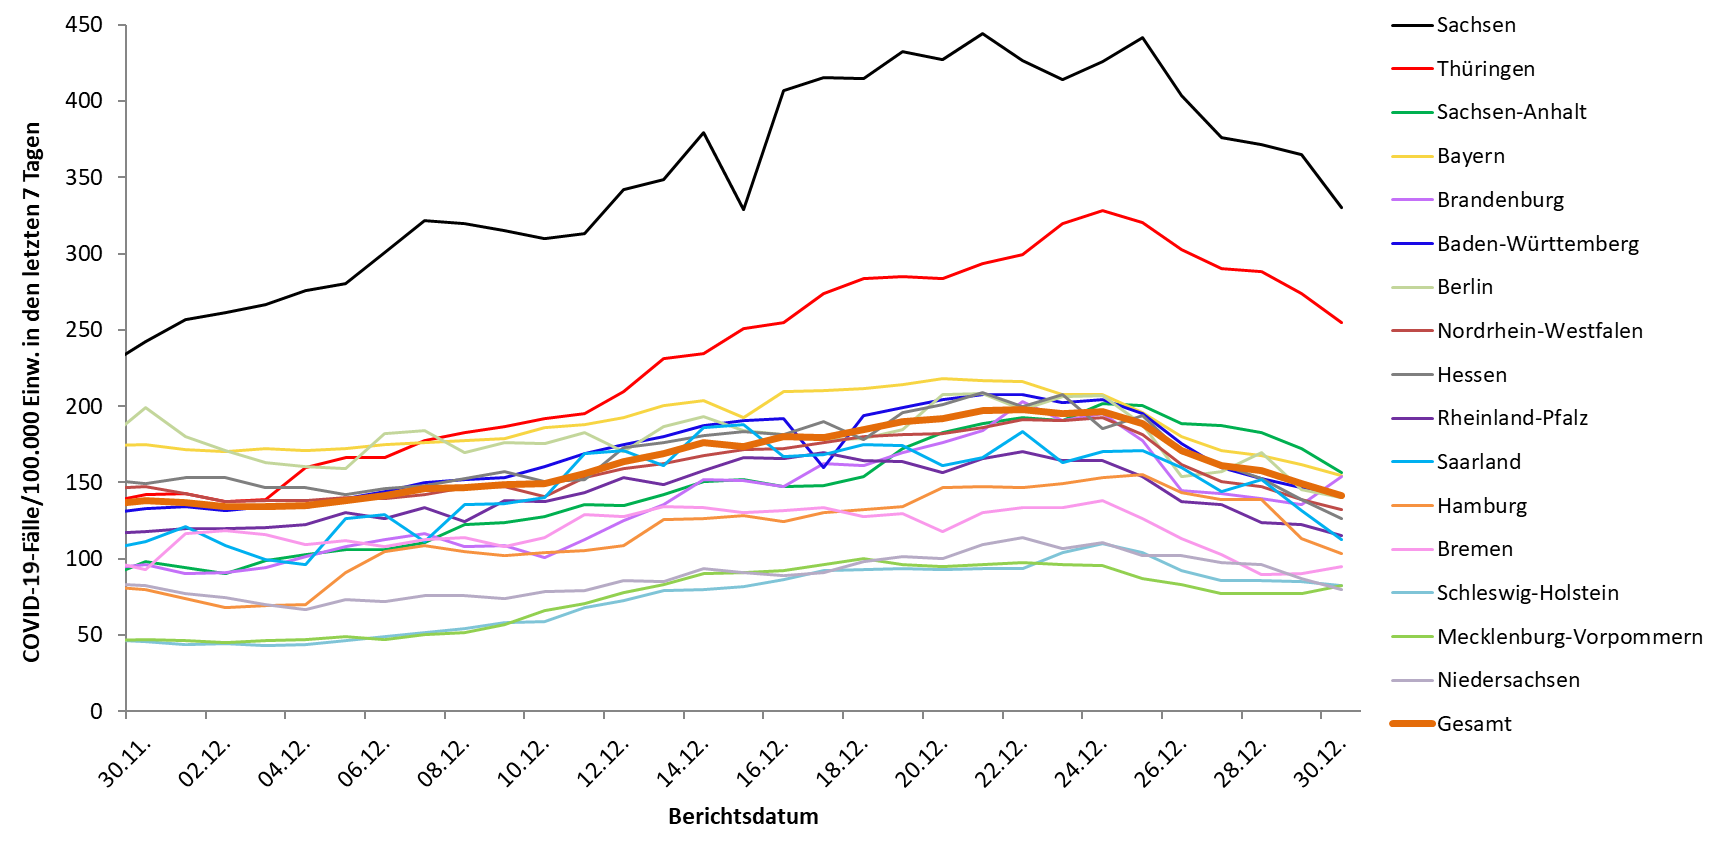 COVID-19-Fälle/100.000 Einw. in den letzten 7 Tagen
450
400
350
300
250
200
150
100
50
0
30.11.
02.12.
04.12.
06.12.
08.12.
10.12.
12.12.
14.12.
16.12.
18.12.
20.12.
22.12.
24.12.
26.12.
28.12.
30.12.
Berichtsdatum
Sachsen
Thüringen
Sachsen-Anhalt
Bayern
Brandenburg
Baden-Württemberg
Berlin
Nordrhein-Westfalen
Hessen
Rheinland-Pfalz
Saarland
Hamburg
Bremen
Schleswig-Holstein
Mecklenburg-Vorpommern
Niedersachsen
Gesamt